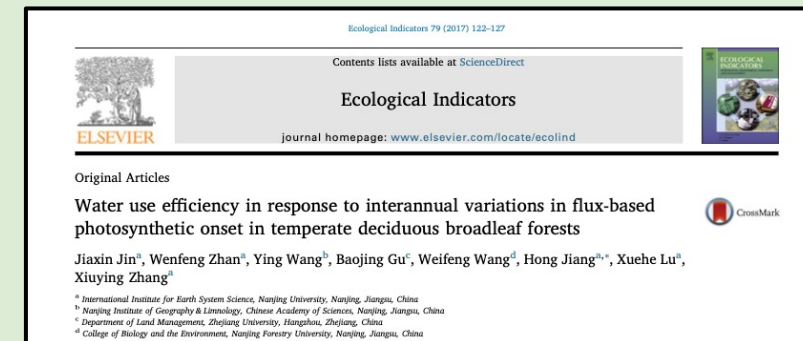 Ecological Indicators 79 (2017) 122–127
Contents lists available at ScienceDirect
Ecological Indicators
journal homepage: www.elsevier.com/locate/ecolind
ELSEVIER
ECOLOGICAL
INDICATORS
Original Articles
Water use efficiency in response to interannual variations in flux-based
photosynthetic onset in temperate deciduous broadleaf forests
CrossMark
Jiaxin Jinᵃ, Wenfeng Zhanᵃ, Ying Wangᵇ, Baojing Guᶜ, Weifeng Wangᵈ, Hong Jiangᵃ,*, Xuehe Luᵃ,
Xiuying Zhangᵃ
ᵃ International Institute for Earth System Science, Nanjing University, Nanjing, Jiangsu, China
ᵇ Nanjing Institute of Geography & Limnology, Chinese Academy of Sciences, Nanjing, Jiangsu, China
ᶜ Department of Land Management, Zhejiang University, Hangzhou, Zhejiang, China
ᵈ College of Biology and the Environment, Nanjing Forestry University, Nanjing, Jiangsu, China